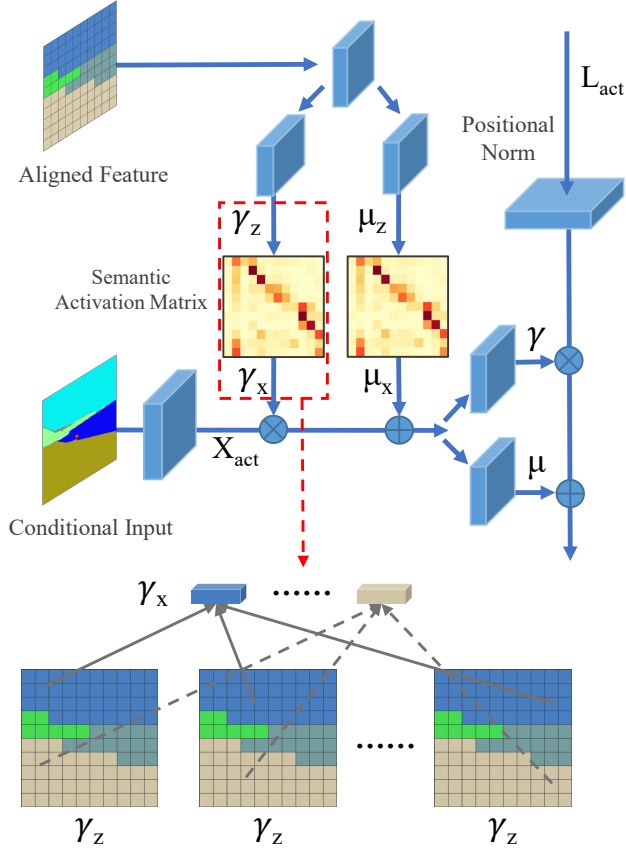 L_act
Positional
Norm
Aligned Feature
γ_z
μ_z
Semantic
Activation Matrix
γ
γ_x
μ_x
X_act
μ
Conditional Input
γ_x
······
······
γ_z
γ_z
γ_z